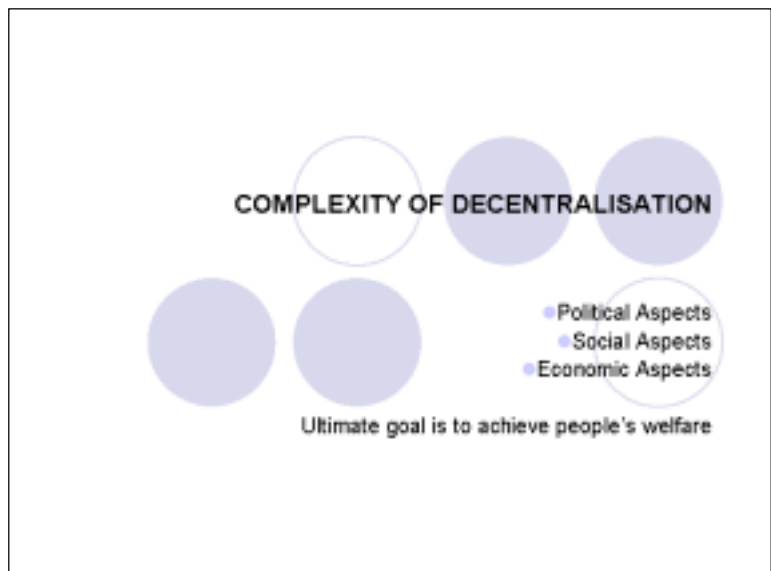 COMPLEXITY OF DECENTRALISATION
Political Aspects
Social Aspects
Economic Aspects
Ultimate goal is to achieve people's welfare